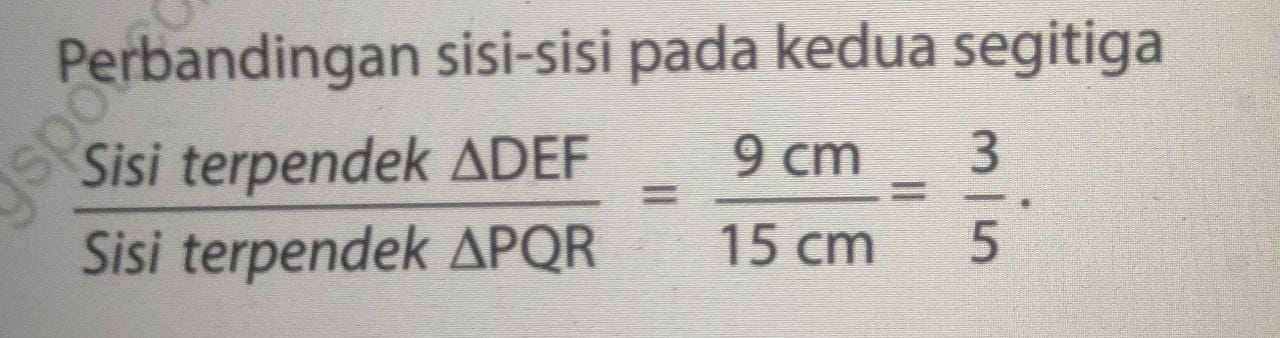 Perbandingan sisi-sisi pada kedua segitiga
Sisi terpendek ΔDEF / Sisi terpendek ΔPQR = 9 cm / 15 cm = 3 / 5 .